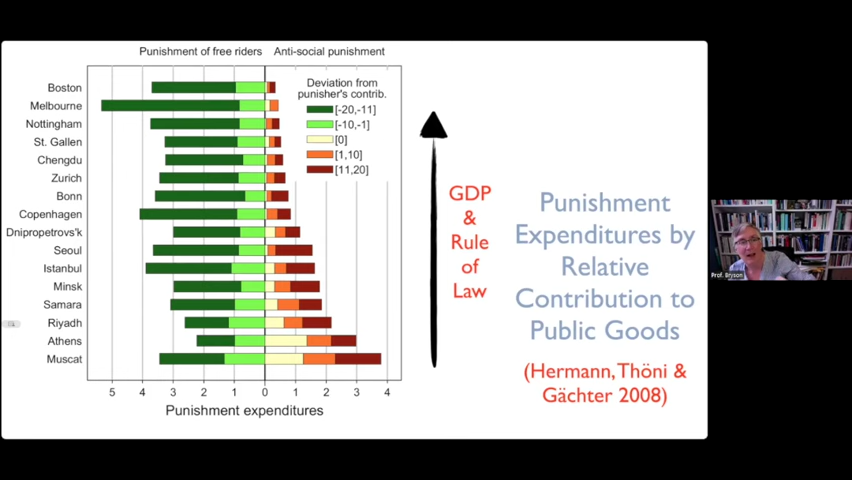 Punishment of free riders Anti-social punishment
Boston
Melbourne
Nottingham
St. Gallen
Chengdu
Zurich
Bonn
Copenhagen
Dnipropetrovs'k
Seoul
Istanbul
Minsk
Samara
Riyadh
Athens
Muscat
Deviation from
punisher's contrib.
[-20,-11]
[-10,-1]
[0]
[1,10]
[11,20]
5 4 3 2 1 0 1 2 3 4
Punishment expenditures
GDP
&
Rule
of
Law
Punishment
Expenditures by
Relative
Contribution to
Public Goods
(Hermann, Thöni &
Gächter 2008)
Prof. Bryson